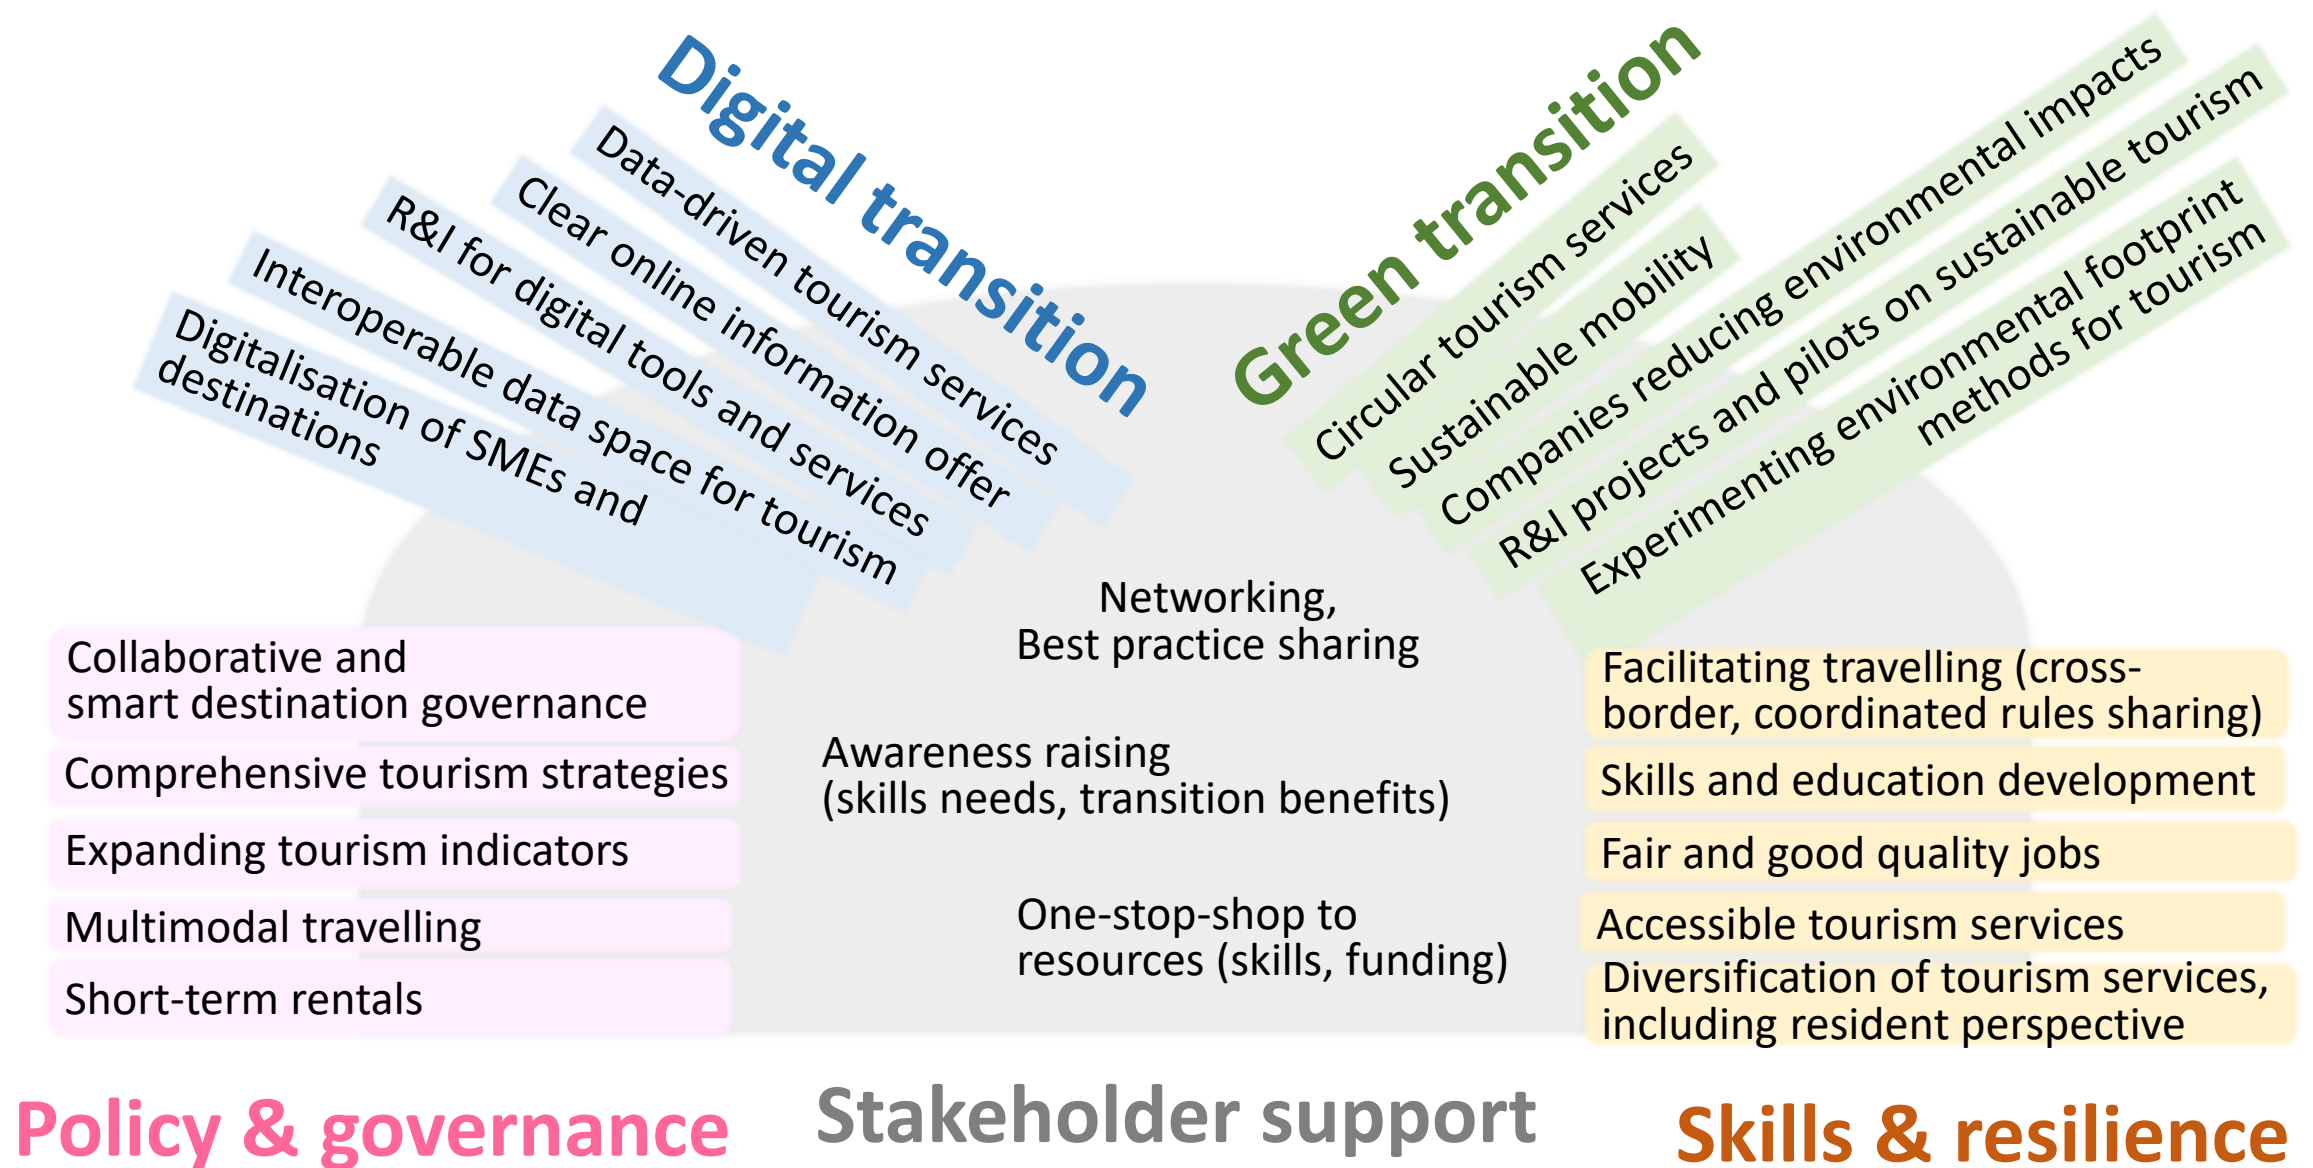 Digital transition
Data-driven tourism services
Clear online information offer
R&I for digital tools and services
Interoperable data space for tourism
Digitalisation of SMEs and
destinations
Green transition
Circular tourism services
Sustainable mobility
Companies reducing environmental impacts
R&I projects and pilots on sustainable tourism
Experimenting environmental footprint
methods for tourism
Collaborative and
smart destination governance
Comprehensive tourism strategies
Expanding tourism indicators
Multimodal travelling
Short-term rentals
Policy & governance
Networking,
Best practice sharing
Awareness raising
(skills needs, transition benefits)
One-stop-shop to
resources (skills, funding)
Stakeholder support
Facilitating travelling (cross-
border, coordinated rules sharing)
Skills and education development
Fair and good quality jobs
Accessible tourism services
Diversification of tourism services,
including resident perspective
Skills & resilience